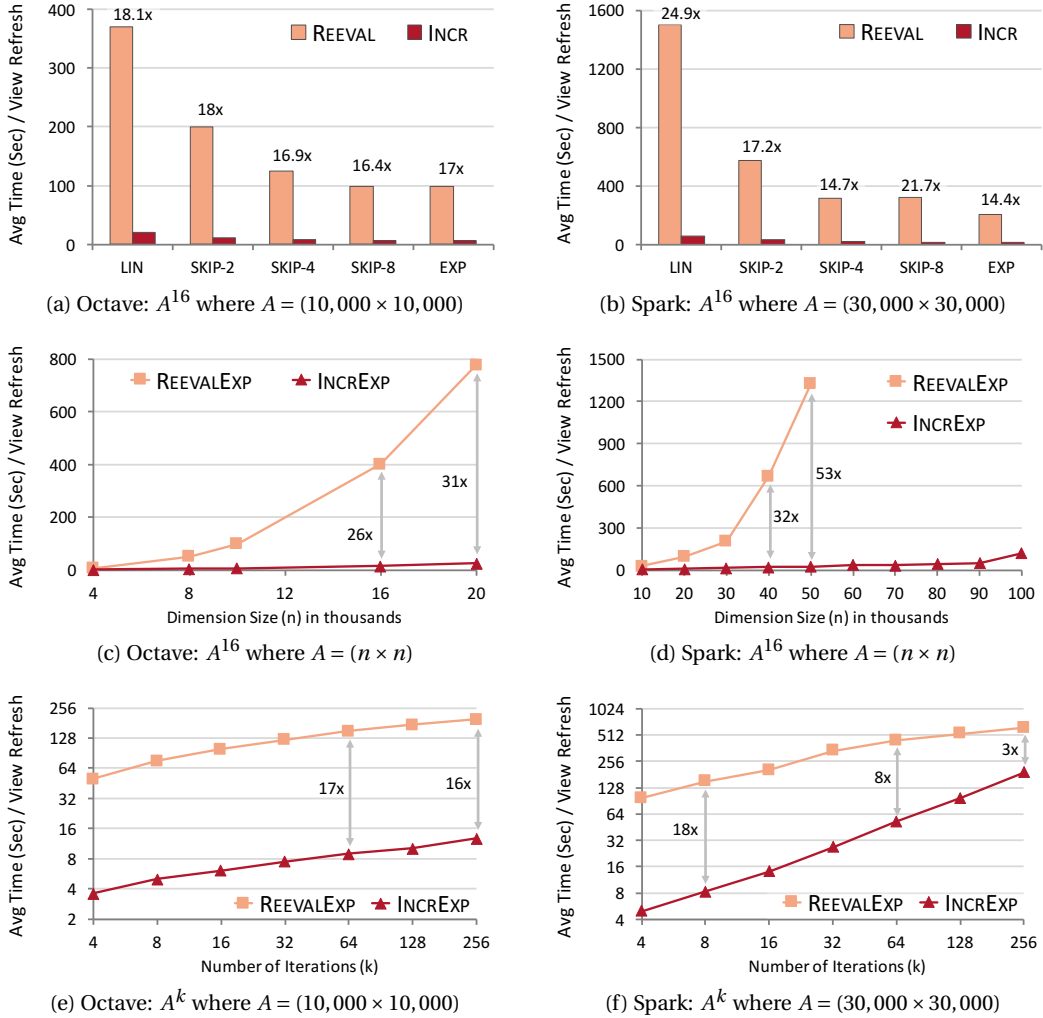 Avg Time (Sec) / View Refresh
400
300
200
100
0
18.1x
18x
16.9x
16.4x
17x
REEVAL
INCR
LIN
SKIP-2
SKIP-4
SKIP-8
EXP
(a) Octave: A^16 where A = (10,000 × 10,000)
Avg Time (Sec) / View Refresh
1600
1200
800
400
0
24.9x
17.2x
14.7x
21.7x
14.4x
REEVAL
INCR
LIN
SKIP-2
SKIP-4
SKIP-8
EXP
(b) Spark: A^16 where A = (30,000 × 30,000)
Avg Time (Sec) / View Refresh
800
600
400
200
0
REEVALEXP
INCREXP
26x
31x
4
8
12
16
20
Dimension Size (n) in thousands
(c) Octave: A^16 where A = (n × n)
Avg Time (Sec) / View Refresh
1500
1200
900
600
300
0
REEVALEXP
INCREXP
32x
53x
10
20
30
40
50
60
70
80
90
100
Dimension Size (n) in thousands
(d) Spark: A^16 where A = (n × n)
Avg Time (Sec) / View Refresh
256
128
64
32
16
8
4
2
17x
16x
REEVALEXP
INCREXP
4
8
16
32
64
128
256
Number of Iterations (k)
(e) Octave: A^k where A = (10,000 × 10,000)
Avg Time (Sec) / View Refresh
1024
512
256
128
64
32
16
8
4
18x
8x
3x
REEVALEXP
INCREXP
4
8
16
32
64
128
256
Number of Iterations (k)
(f) Spark: A^k where A = (30,000 × 30,000)